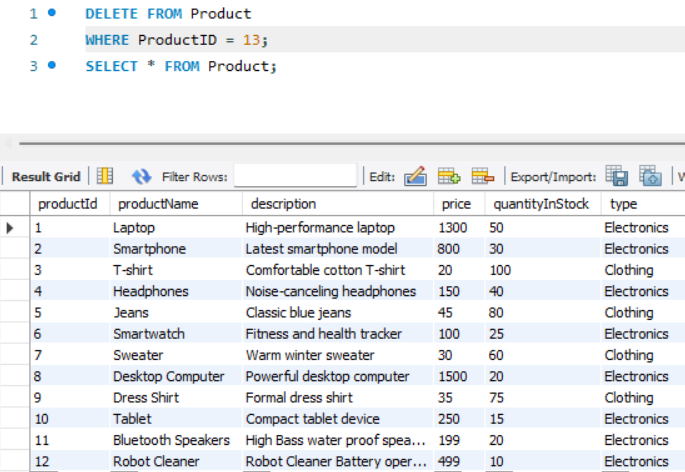 1 DELETE FROM Product
2 WHERE ProductID = 13;
3 SELECT * FROM Product;
Result Grid Filter Rows: Edit: Export/Import:
productId productName description price quantityInStock type
1 Laptop High-performance laptop 1300 50 Electronics
2 Smartphone Latest smartphone model 800 30 Electronics
3 T-shirt Comfortable cotton T-shirt 20 100 Clothing
4 Headphones Noise-canceling headphones 150 40 Electronics
5 Jeans Classic blue jeans 45 80 Clothing
6 Smartwatch Fitness and health tracker 100 25 Electronics
7 Sweater Warm winter sweater 30 60 Clothing
8 Desktop Computer Powerful desktop computer 1500 20 Electronics
9 Dress Shirt Formal dress shirt 35 75 Clothing
10 Tablet Compact tablet device 250 15 Electronics
11 Bluetooth Speakers High Bass water proof spea... 199 20 Electronics
12 Robot Cleaner Robot Cleaner Battery oper... 499 10 Electronics